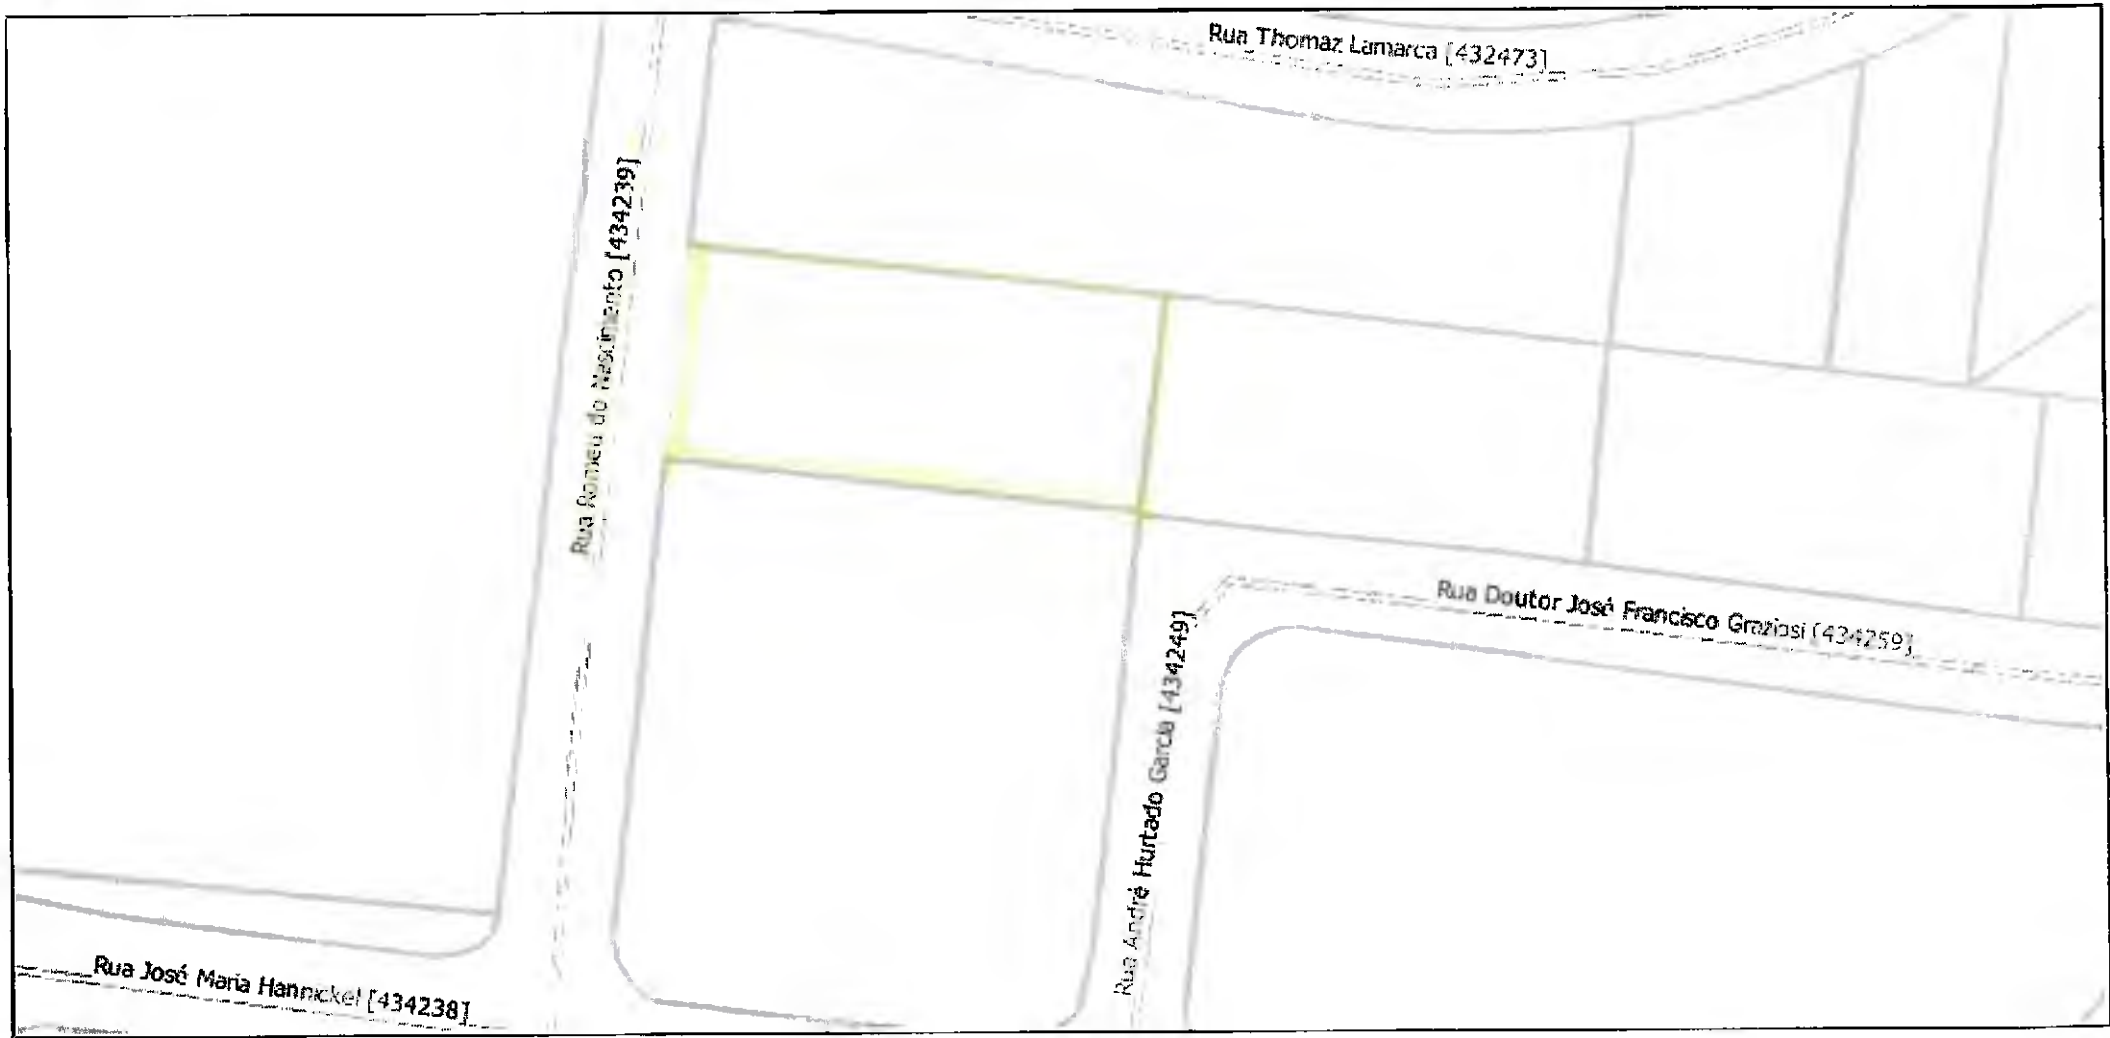 Rua Thomaz Lamarca [432473]
Rua Romeu do Nascimento [434239]
Rua Doutor José Francisco Graziosi [434259]
Rua André Hurtado Garcia [434249]
Rua José Maria Hannickel [434238]